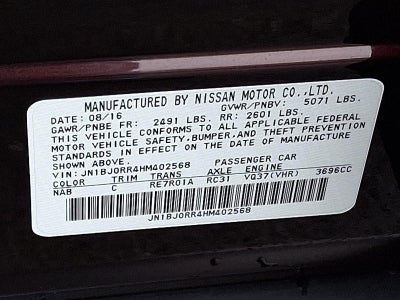 MANUFACTURED BY NISSAN MOTOR CO.,LTD.
DATE: 08/16 GVWR/PNBV: 5071 LBS.
GAWR/PNBE FR: 2491 LBS. RR: 2601 LBS.
THIS VEHICLE CONFORMS TO ALL APPLICABLE FEDERAL
MOTOR VEHICLE SAFETY,BUMPER,AND THEFT PREVENTION
STANDARDS IN EFFECT ON THE DATE OF MANUFACTURE
SHOWN ABOVE.
VIN: JN1BJ0RR4HM402568 PASSENGER CAR
COLOR TRIM TRANS AXLE ENGINE
NAB C RE7R01A RC31 VQ37(VHR) 3696CC
JN1BJ0RR4HM402568